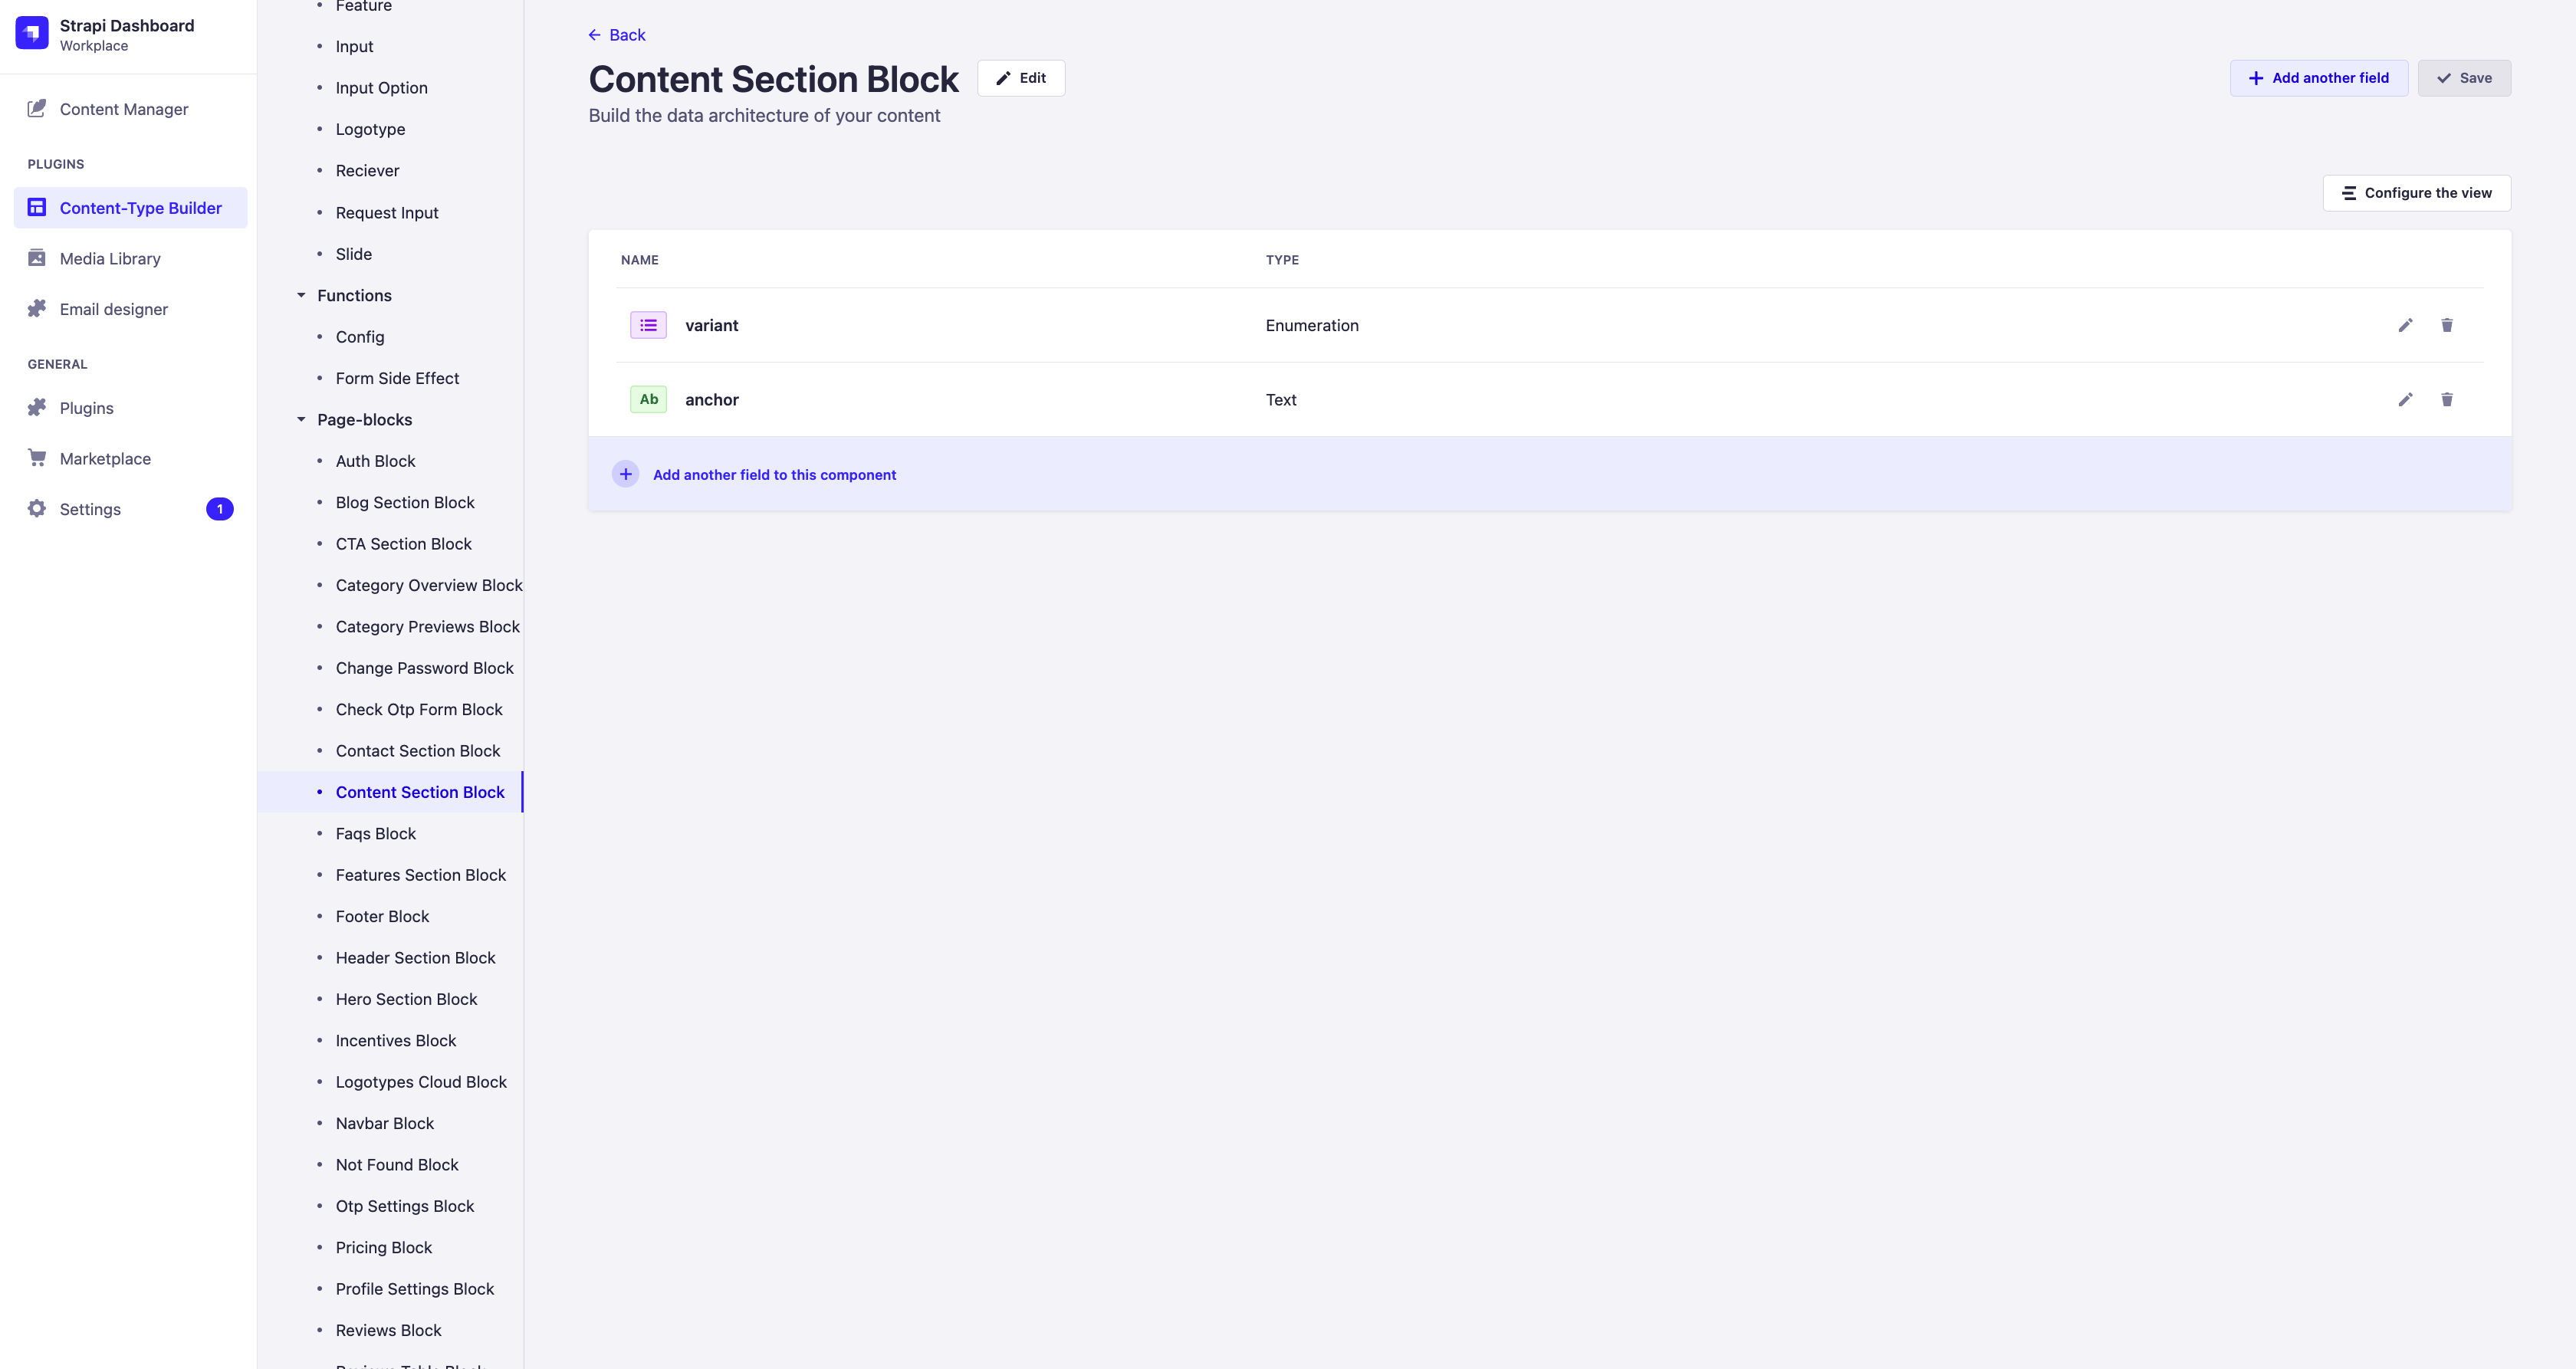 Strapi Dashboard
Workplace
Content Manager
PLUGINS
Content-Type Builder
Media Library
Email designer
GENERAL
Plugins
Marketplace
Settings
1
Feature
Input
Input Option
Logotype
Reciever
Request Input
Slide
Functions
Config
Form Side Effect
Page-blocks
Auth Block
Blog Section Block
CTA Section Block
Category Overview Block
Category Previews Block
Change Password Block
Check Otp Form Block
Contact Section Block
Content Section Block
Faqs Block
Features Section Block
Footer Block
Header Section Block
Hero Section Block
Incentives Block
Logotypes Cloud Block
Navbar Block
Not Found Block
Otp Settings Block
Pricing Block
Profile Settings Block
Reviews Block
Reviews Table Block
Back
Content Section Block
Edit
Add another field
Save
Build the data architecture of your content
Configure the view
NAME TYPE
variant Enumeration
Ab anchor Text
Add another field to this component